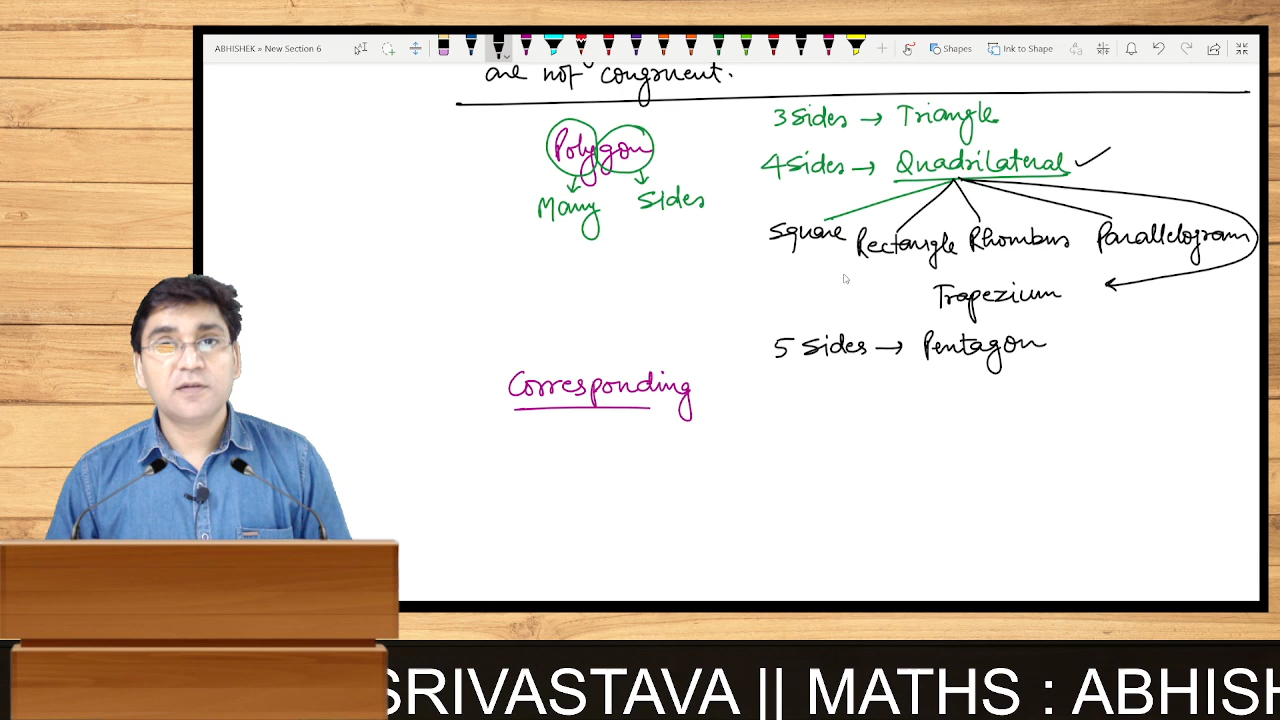 ABHISHEK » New Section 6
Shapes
Ink to Shape
are not congruent.
Polygon
Many Sides
3 Sides → Triangle
4 Sides → Quadrilateral
Square Rectangle Rhombus Parallelogram
Trapezium
5 Sides → Pentagon
Corresponding
SRIVASTAVA || MATHS : ABHISH